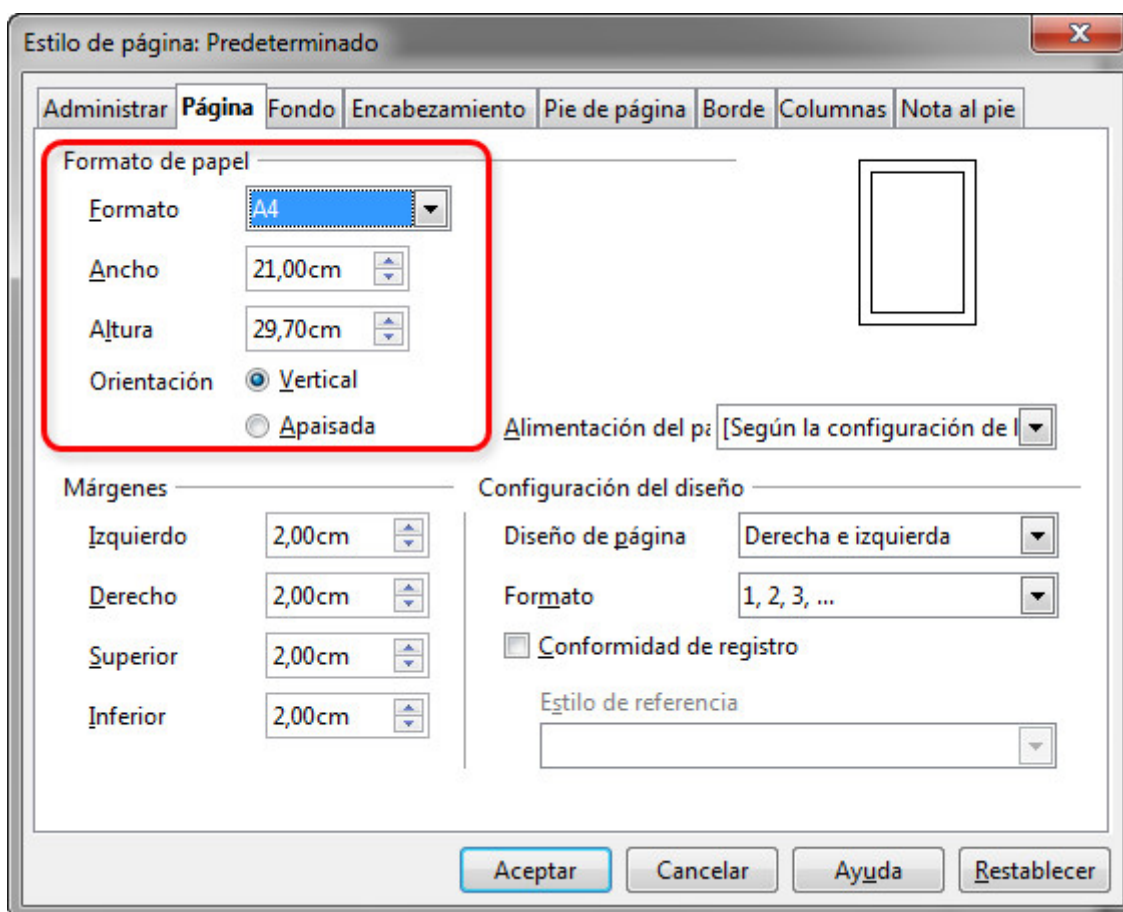 Estilo de página: Predeterminado
Administrar Página Fondo Encabezamiento Pie de página Borde Columnas Nota al pie
Formato de papel
Formato A4
Ancho 21,00cm
Altura 29,70cm
Orientación Vertical
Apaisada
Alimentación del pa [Según la configuración de l
Márgenes
Izquierdo 2,00cm
Derecho 2,00cm
Superior 2,00cm
Inferior 2,00cm
Configuración del diseño
Diseño de página Derecha e izquierda
Formato 1, 2, 3, ...
Conformidad de registro
Estilo de referencia
Aceptar Cancelar Ayuda Restablecer